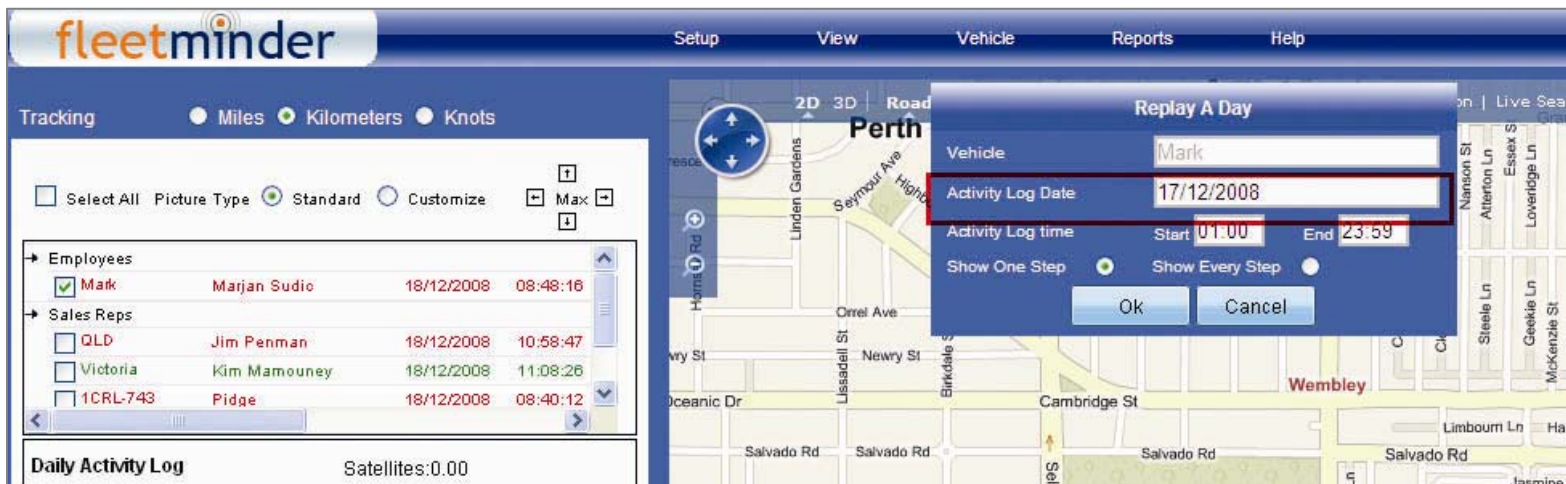 fleetminder
Setup View Vehicle Reports Help
Tracking Miles Kilometers Knots
Select All Picture Type Standard Customize Max
Employees
Mark Marjan Sudic 18/12/2008 08:48:16
Sales Reps
QLD Jim Penman 18/12/2008 10:58:47
Victoria Kim Mamouney 18/12/2008 11:08:26
1CRL-743 Pidge 18/12/2008 08:40:12
Daily Activity Log Satellites:0.00
2D 3D Road
Live Sea
Perth
Replay A Day
Vehicle Mark
Activity Log Date 17/12/2008
Activity Log time Start 01:00 End 23:59
Show One Step Show Every Step
Ok Cancel
Linden Gardens
Seymour Ave
Orrel Ave
Lissadell St
Newry St
Cambridge St
Wembley
Salvado Rd
Salvado Rd
Salvado Rd
Salvado Rd
Limbourn Ln
Nanson St
Atterton Ln
Essex St
Loveridge Ln
Steele Ln
Geekie Ln
McKenzie St